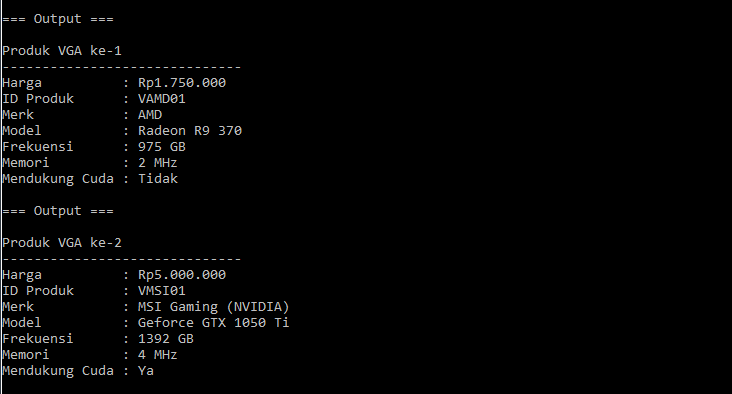 === Output ===
Produk VGA ke-1
------------------------------
Harga          : Rp1.750.000
ID Produk      : VAMD01
Merk           : AMD
Model          : Radeon R9 370
Frekuensi      : 975 GB
Memori         : 2 MHz
Mendukung Cuda : Tidak
=== Output ===
Produk VGA ke-2
------------------------------
Harga          : Rp5.000.000
ID Produk      : VMSI01
Merk           : MSI Gaming (NVIDIA)
Model          : Geforce GTX 1050 Ti
Frekuensi      : 1392 GB
Memori         : 4 MHz
Mendukung Cuda : Ya